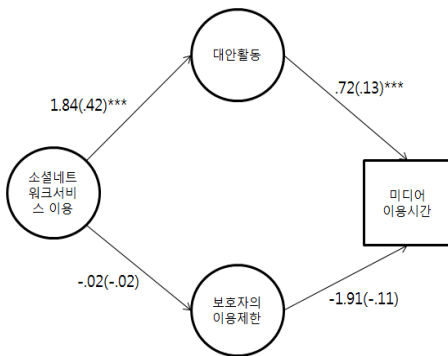 대안활동
1.84(.42)***
.72(.13)***
소셜네트
워크서비
스 이용
미디어
이용시간
-.02(-.02)
보호자의
이용제한
-1.91(-.11)